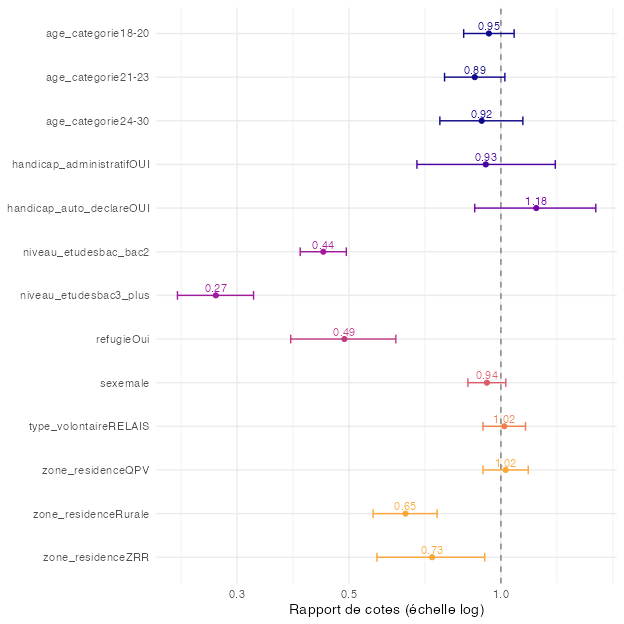 age_categorie18-20
0.95
age_categorie21-23
0.89
age_categorie24-30
0.92
handicap_administratifOUI
0.93
handicap_auto_declareOUI
1.18
niveau_etudesbac_bac2
0.44
niveau_etudesbac3_plus
0.27
refugieOui
0.49
sexemale
0.94
type_volontaireRELAIS
1.02
zone_residenceQPV
1.02
zone_residenceRurale
0.65
zone_residenceZRR
0.73
0.3 0.5 1.0
Rapport de cotes (échelle log)